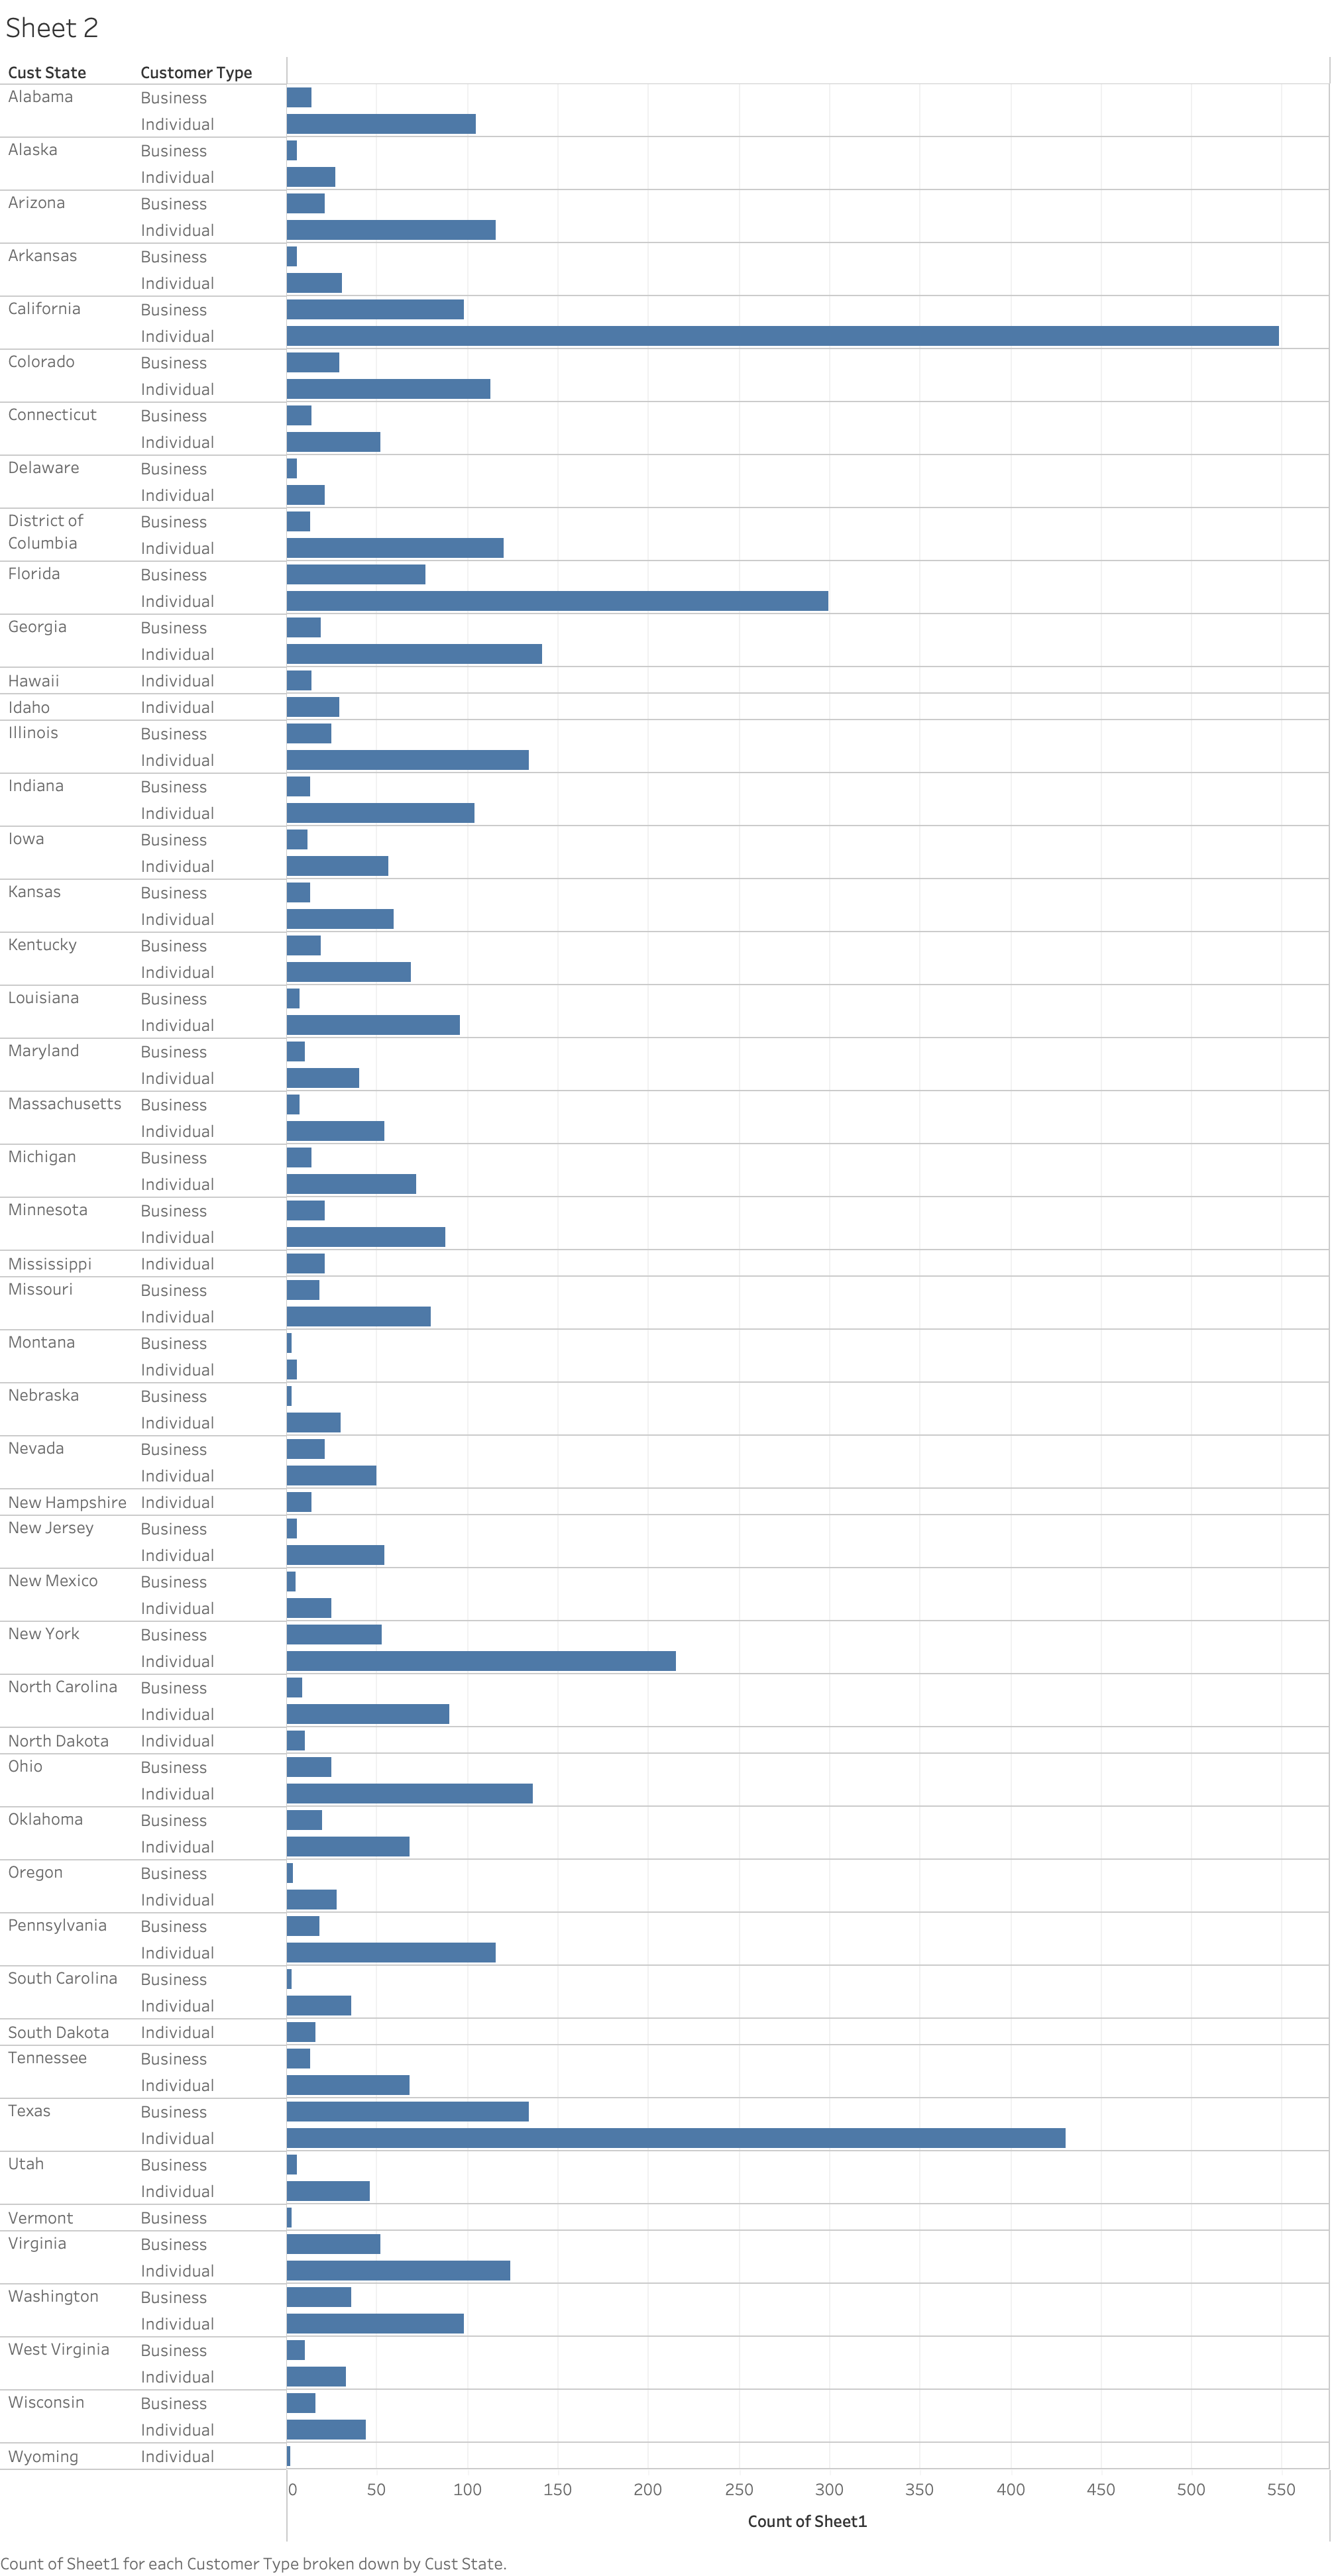 Sheet 2
Cust State Customer Type
Alabama Business
Individual
Alaska Business
Individual
Arizona Business
Individual
Arkansas Business
Individual
California Business
Individual
Colorado Business
Individual
Connecticut Business
Individual
Delaware Business
Individual
District of Business
Columbia Individual
Florida Business
Individual
Georgia Business
Individual
Hawaii Individual
Idaho Individual
Illinois Business
Individual
Indiana Business
Individual
Iowa Business
Individual
Kansas Business
Individual
Kentucky Business
Individual
Louisiana Business
Individual
Maryland Business
Individual
Massachusetts Business
Individual
Michigan Business
Individual
Minnesota Business
Individual
Mississippi Individual
Missouri Business
Individual
Montana Business
Individual
Nebraska Business
Individual
Nevada Business
Individual
New Hampshire Individual
New Jersey Business
Individual
New Mexico Business
Individual
New York Business
Individual
North Carolina Business
Individual
North Dakota Individual
Ohio Business
Individual
Oklahoma Business
Individual
Oregon Business
Individual
Pennsylvania Business
Individual
South Carolina Business
Individual
South Dakota Individual
Tennessee Business
Individual
Texas Business
Individual
Utah Business
Individual
Vermont Business
Virginia Business
Individual
Washington Business
Individual
West Virginia Business
Individual
Wisconsin Business
Individual
Wyoming Individual
0 50 100 150 200 250 300 350 400 450 500 550
Count of Sheet1
Count of Sheet1 for each Customer Type broken down by Cust State.